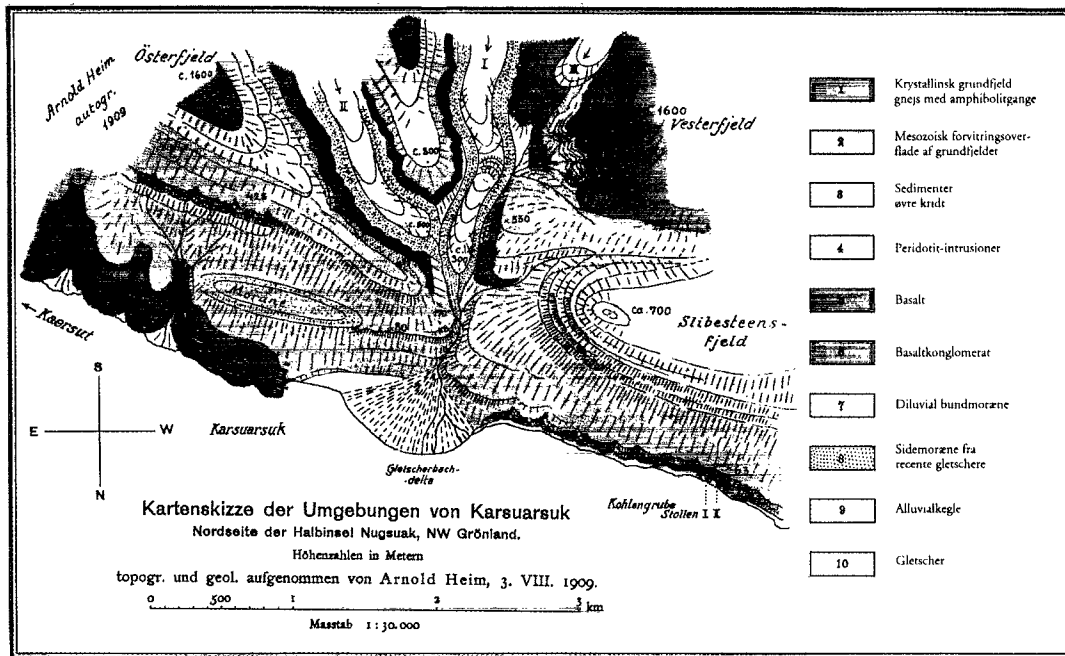 Arnold Heim
autogr.
1909
Österfjeld
c. 1600
II
I
1600
Vesterfjeld
c. 800
550
Moräne
ca. 700
Slibesteens-
Fjeld
← Kaersut
S
E W
N
Karsuarsuk
Gletscherbach-
-delta
Kohlengrube
Stollen I II
Kartenskizze der Umgebungen von Karsuarsuk
Nordseite der Halbinsel Nugsuak, NW Grönland.
Höhenzahlen in Metern
topogr. und geol. aufgenommen von Arnold Heim, 3. VIII. 1909.
0 500 1 2 3 km
Masstab 1 : 30.000
1 Krystallinsk grundfjeld
gnejs med amphibolitgange
2 Mesozoisk forvitringsover-
flade af grundfjelder
3 Sedimenter
øvre kridt
4 Peridotit-intrusioner
Basalt
Basaltkonglomerat
7 Diluvial bundmoræne
8 Sidemoræne fra
recente gletschere
9 Alluvialkegle
10 Gletscher